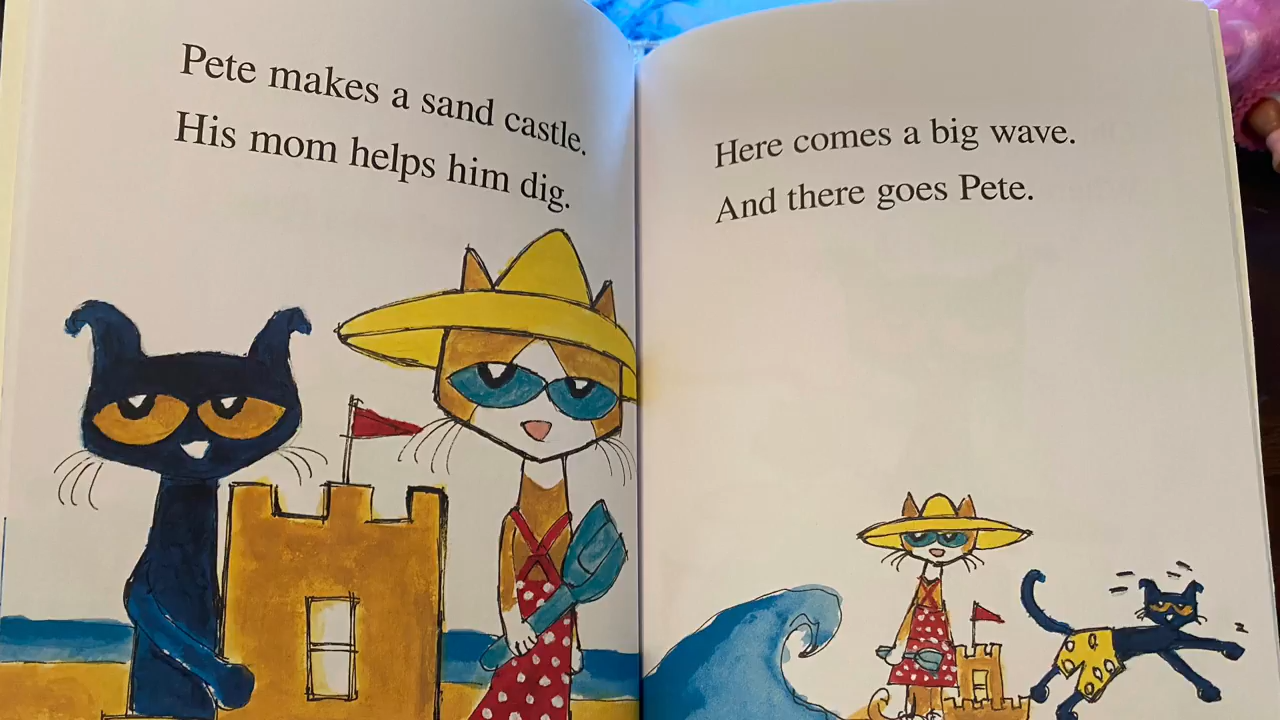 Pete makes a sand castle.
His mom helps him dig.
Here comes a big wave.
And there goes Pete.